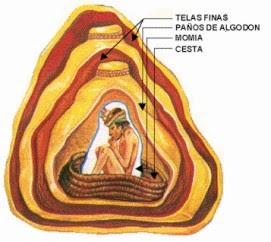 TELAS FINAS
PAÑOS DE ALGODON
MOMIA
CESTA